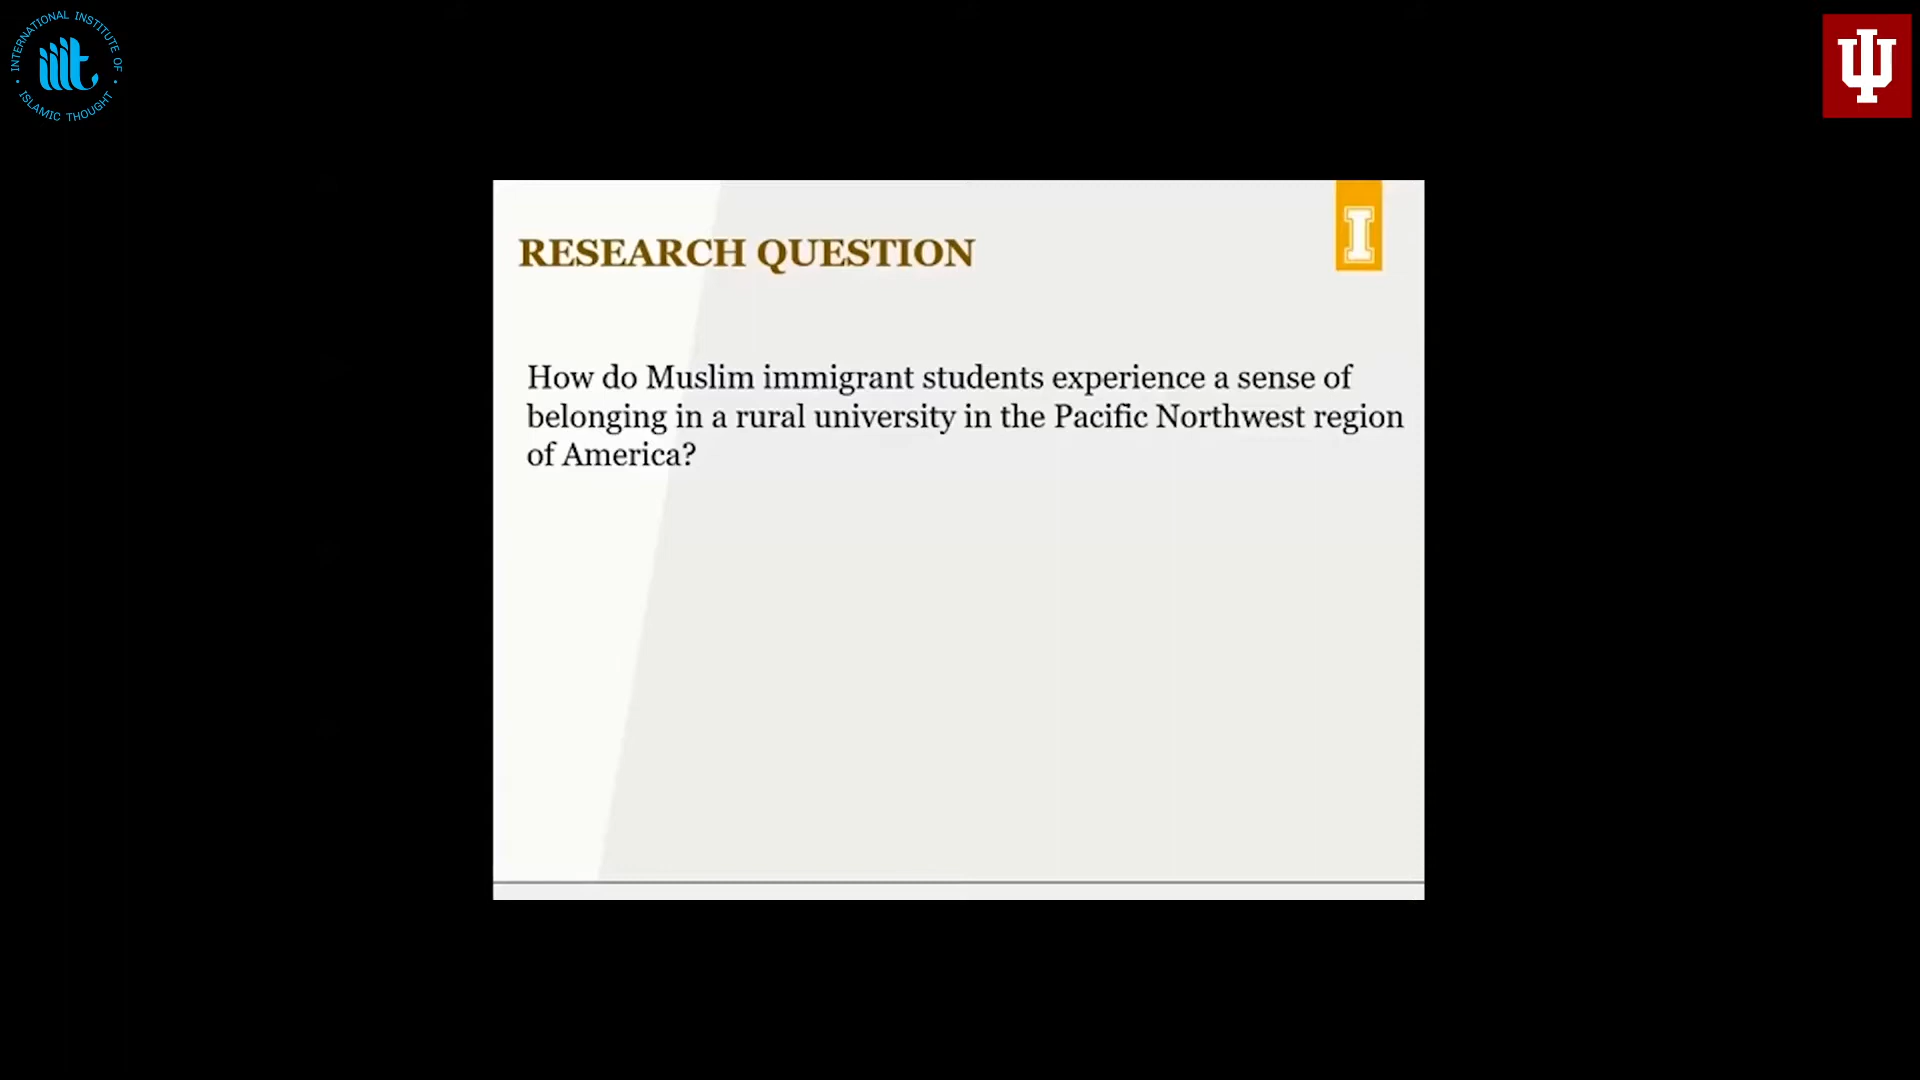 INTERNATIONAL INSTITUTE OF
iiit
ISLAMIC THOUGHT
RESEARCH QUESTION
I
How do Muslim immigrant students experience a sense of
belonging in a rural university in the Pacific Northwest region
of America?